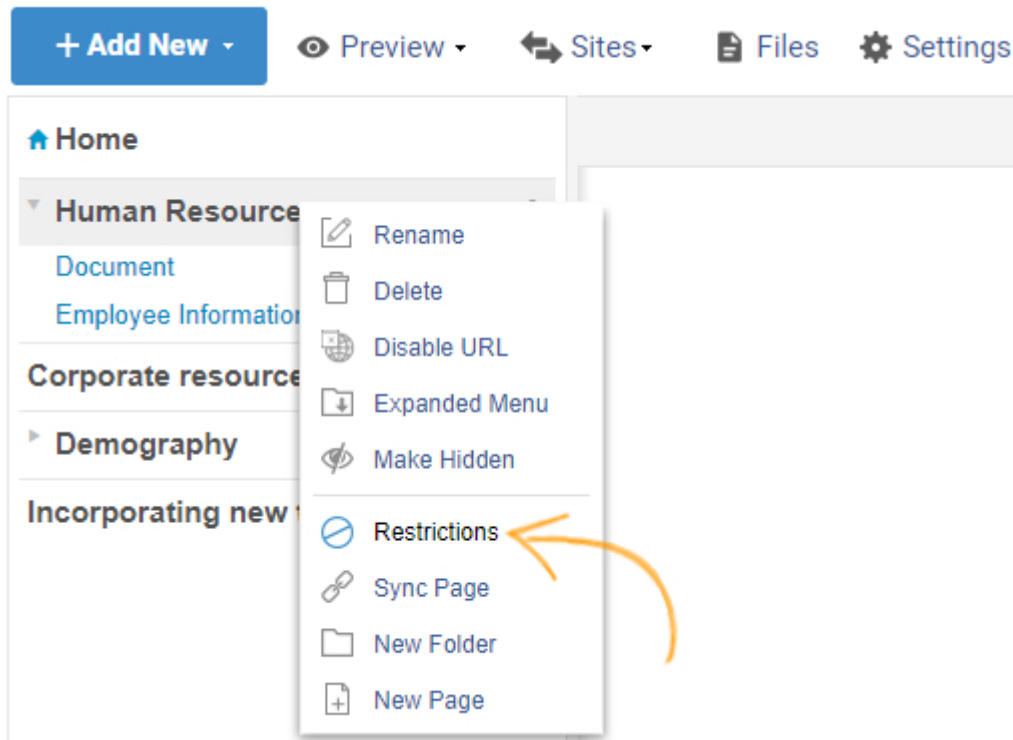 + Add New Preview Sites Files Settings
Home
Human Resource
Document
Employee Information
Corporate resource
Demography
Incorporating new
Rename
Delete
Disable URL
Expanded Menu
Make Hidden
Restrictions
Sync Page
New Folder
New Page